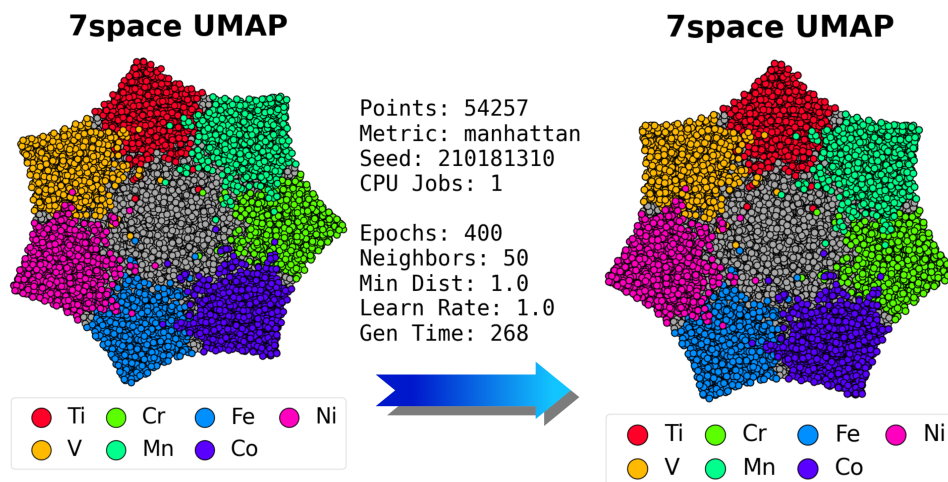 7space UMAP
Ti Cr Fe Ni
V Mn Co
Points: 54257
Metric: manhattan
Seed: 210181310
CPU Jobs: 1
Epochs: 400
Neighbors: 50
Min Dist: 1.0
Learn Rate: 1.0
Gen Time: 268
7space UMAP
Ti Cr Fe Ni
V Mn Co